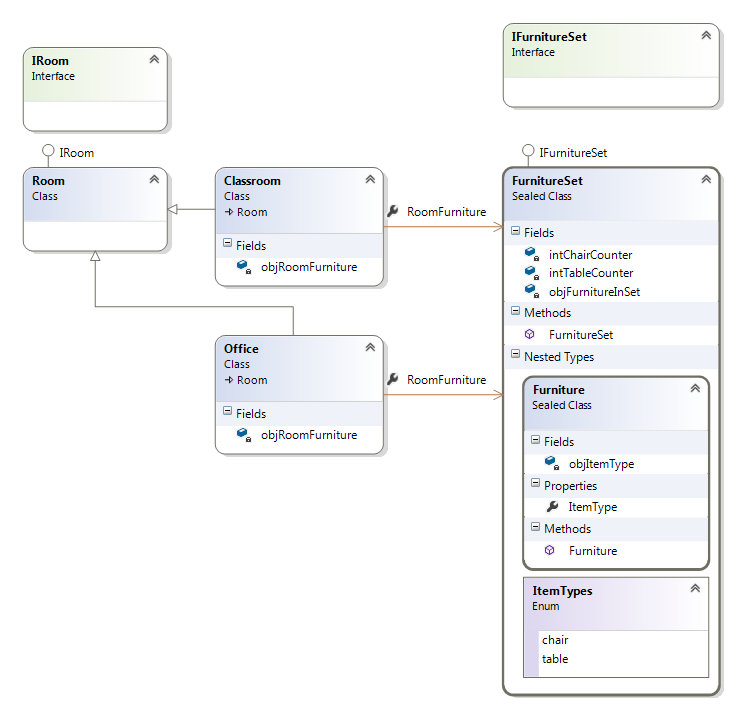 IRoom
Interface
IFurnitureSet
Interface
IRoom
Room
Class
Classroom
Class
Room
Fields
objRoomFurniture
RoomFurniture
Office
Class
Room
Fields
objRoomFurniture
RoomFurniture
IFurnitureSet
FurnitureSet
Sealed Class
Fields
intChairCounter
intTableCounter
objFurnitureInSet
Methods
FurnitureSet
Nested Types
Furniture
Sealed Class
Fields
objItemType
Properties
ItemType
Methods
Furniture
ItemTypes
Enum
chair
table